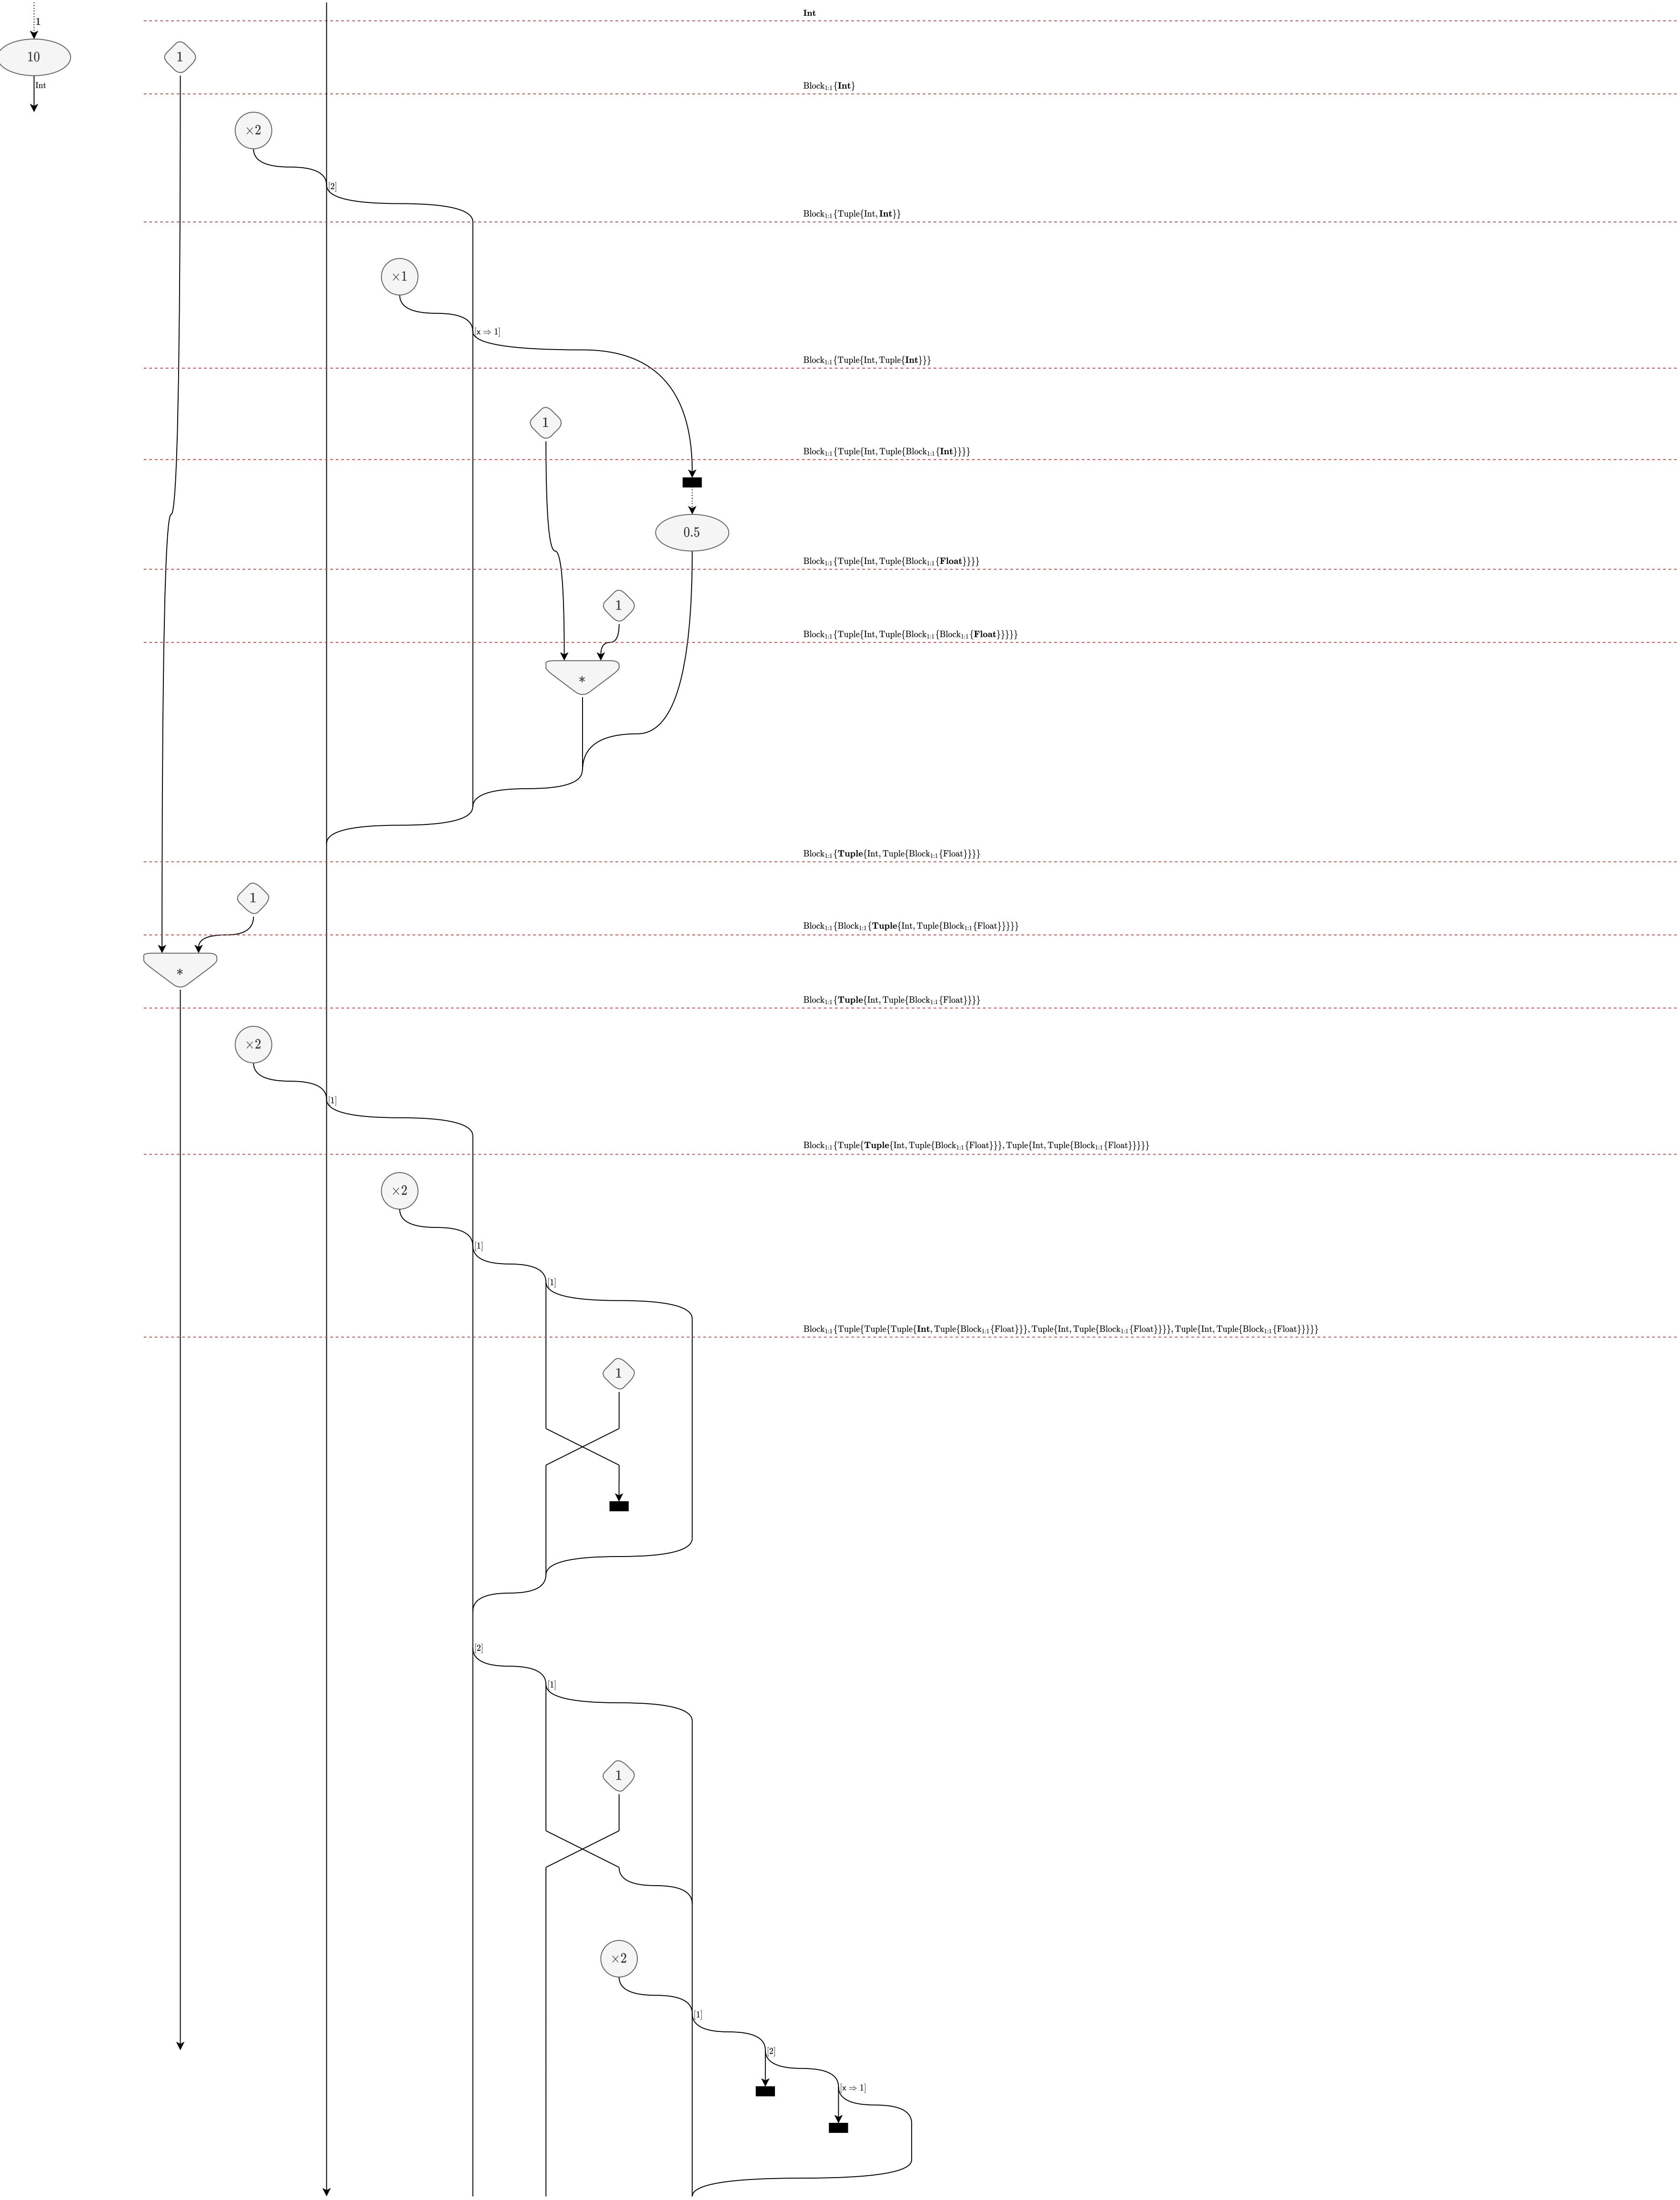 Int
1
10
1
Int
Block1:1{Int}
×2
[2]
Block1:1{Tuple{Int, Int}}
×1
[x ⇒ 1]
Block1:1{Tuple{Int, Tuple{Int}}}
1
Block1:1{Tuple{Int, Tuple{Block1:1{Int}}}}
0.5
Block1:1{Tuple{Int, Tuple{Block1:1{Float}}}}
1
Block1:1{Tuple{Int, Tuple{Block1:1{Block1:1{Float}}}}}
*
Block1:1{Tuple{Int, Tuple{Block1:1{Float}}}}
1
Block1:1{Block1:1{Tuple{Int, Tuple{Block1:1{Float}}}}}
*
Block1:1{Tuple{Int, Tuple{Block1:1{Float}}}}
×2
[1]
Block1:1{Tuple{Tuple{Int, Tuple{Block1:1{Float}}}, Tuple{Int, Tuple{Block1:1{Float}}}}}
×2
[1]
[1]
Block1:1{Tuple{Tuple{Tuple{Int, Tuple{Block1:1{Float}}}, Tuple{Int, Tuple{Block1:1{Float}}}}, Tuple{Int, Tuple{Block1:1{Float}}}}}
1
[2]
[1]
1
×2
[1]
[2]
[x ⇒ 1]